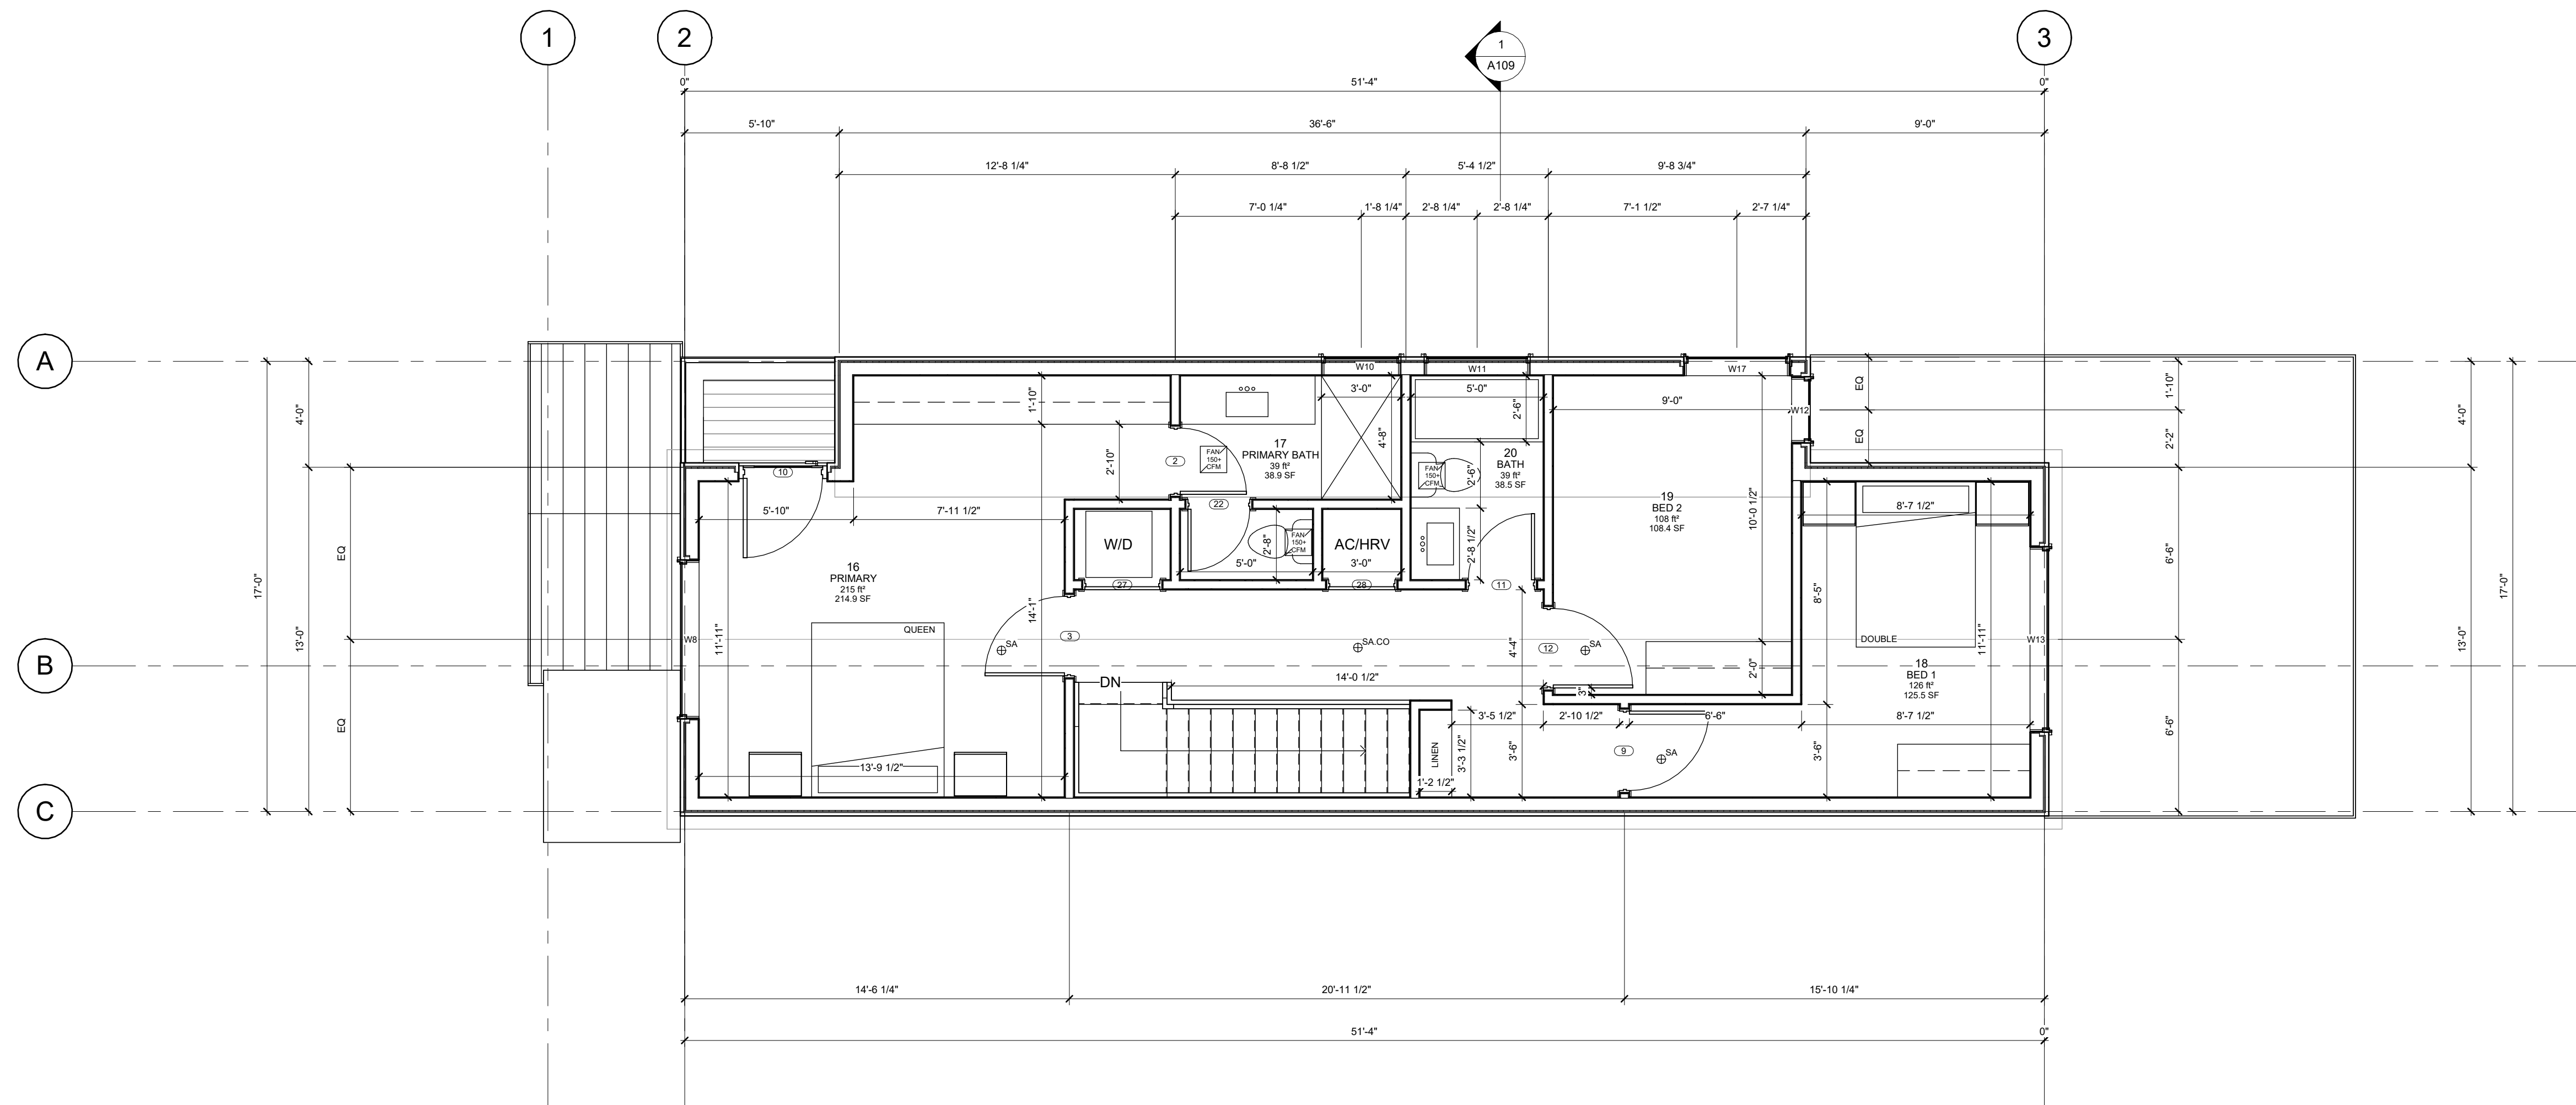 1
2
3
1
A109
0"
51'-4"
0"
5'-10"
36'-6"
9'-0"
12'-8 1/4"
8'-8 1/2"
5'-4 1/2"
9'-8 3/4"
7'-0 1/4"
1'-8 1/4"
2'-8 1/4"
2'-8 1/4"
7'-1 1/2"
2'-7 1/4"
A
B
C
17'-0"
4'-0"
13'-0"
EQ
EQ
W10
W11
W17
W12
W8
W13
EQ
EQ
1'-10"
2'-2"
4'-0"
6'-6"
6'-6"
13'-0"
17'-0"
10
5'-10"
7'-11 1/2"
1'-10"
2'-10"
14'-1"
11'-11"
16
PRIMARY
215 ft²
214.9 SF
QUEEN
13'-9 1/2"
SA
3
2
FAN
150+
CFM
17
PRIMARY BATH
39 ft²
38.9 SF
3'-0"
4'-8"
22
W/D
27
2'-8"
5'-0"
FAN
150+
CFM
AC/HRV
3'-0"
28
5'-0"
2'-6"
20
BATH
39 ft²
38.5 SF
FAN
150+
CFM
2'-6"
2'-8 1/2"
11
9'-0"
19
BED 2
108 ft²
108.4 SF
10'-0 1/2"
2'-0"
3"
12
SA
SA.CO
4'-4"
DN
14'-0 1/2"
LINEN
1'-2 1/2"
3'-3 1/2"
3'-5 1/2"
2'-10 1/2"
6'-6"
8'-7 1/2"
3'-6"
3'-6"
9
SA
8'-7 1/2"
8'-5"
DOUBLE
11'-11"
18
BED 1
126 ft²
125.5 SF
14'-6 1/4"
20'-11 1/2"
15'-10 1/4"
51'-4"
0"